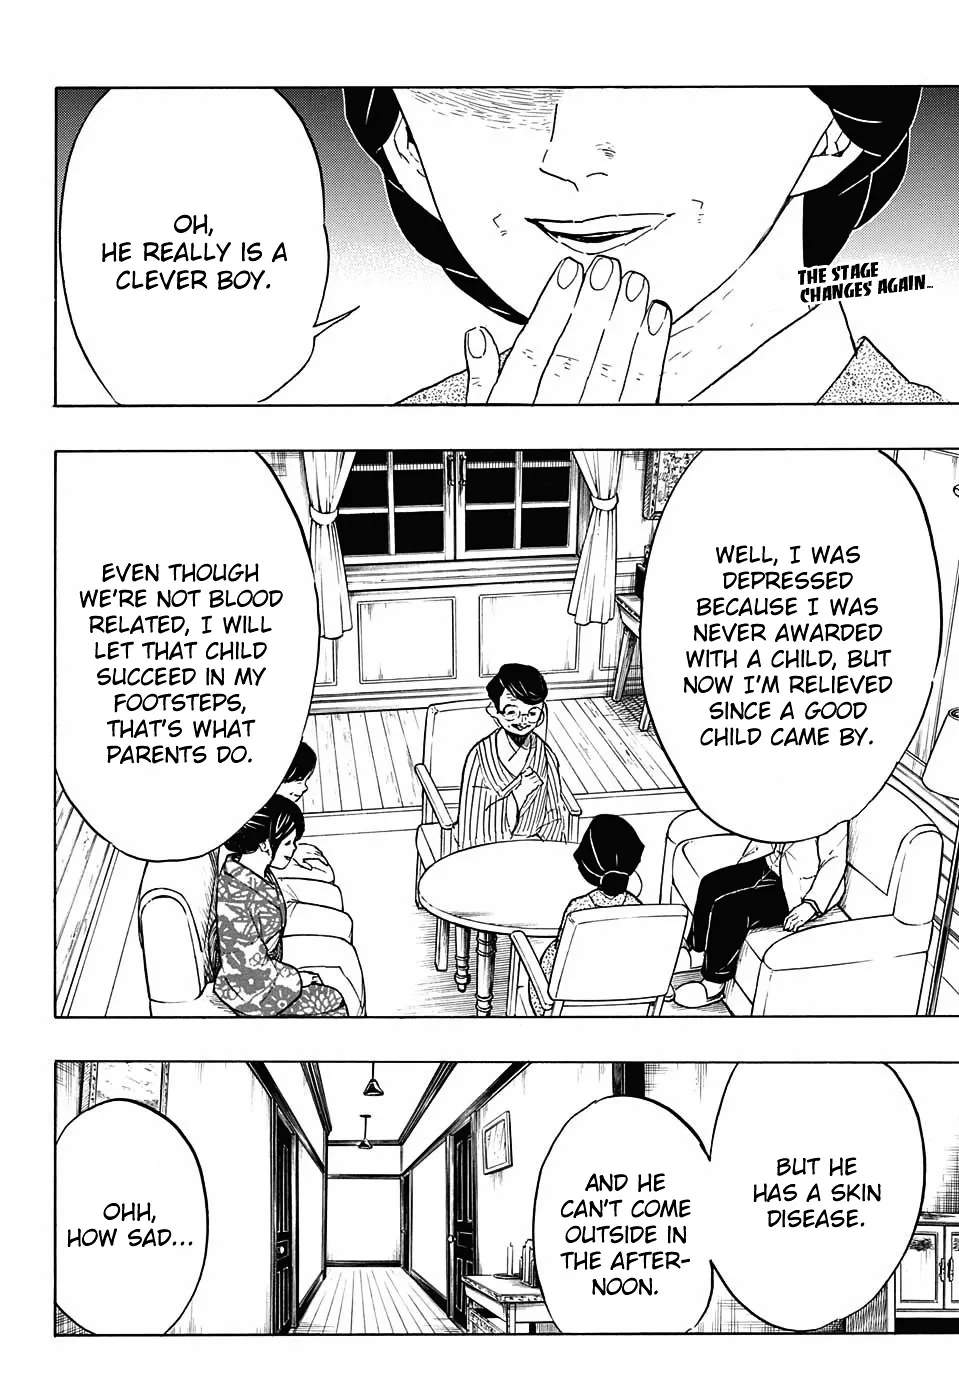 THE STAGE
CHANGES AGAIN...
OH,
HE REALLY IS A
CLEVER BOY.
WELL, I WAS
DEPRESSED
BECAUSE I WAS
NEVER AWARDED
WITH A CHILD, BUT
NOW I'M RELIEVED
SINCE A GOOD
CHILD CAME BY.
EVEN THOUGH
WE'RE NOT BLOOD
RELATED, I WILL
LET THAT CHILD
SUCCEED IN MY
FOOTSTEPS,
THAT'S WHAT
PARENTS DO.
BUT HE
HAS A SKIN
DISEASE.
AND HE
CAN'T COME
OUTSIDE IN
THE AFTER-
NOON.
OHH,
HOW SAD...